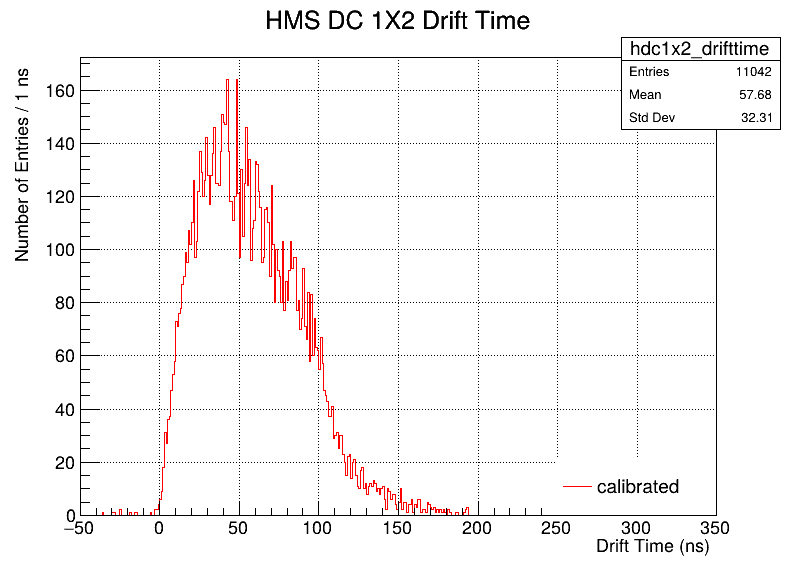 HMS DC 1X2 Drift Time
hdc1x2_drifttime
Entries 11042
Mean 57.68
Std Dev 32.31
Number of Entries / 1 ns
160
140
120
100
80
60
40
20
0
−50 0 50 100 150 200 250 300 350
calibrated
Drift Time (ns)